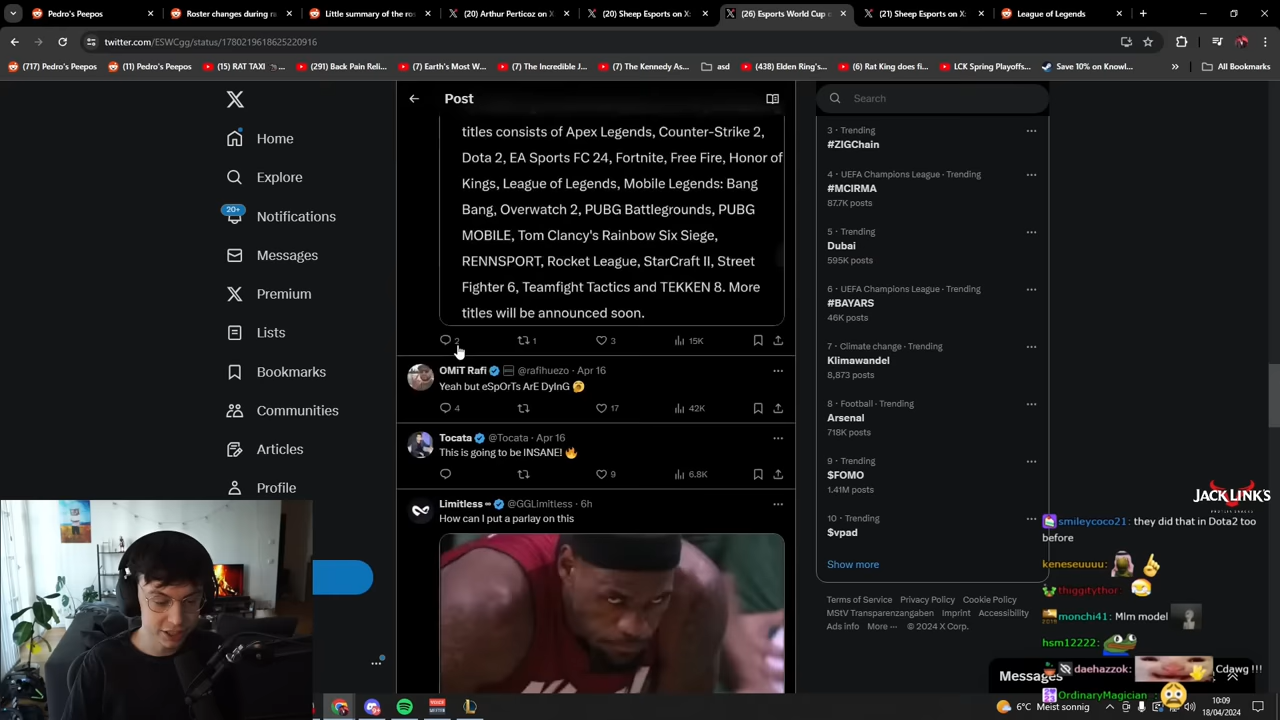 Pedro's Peepos
Roster changes during ra
Little summary of the ros
(20) Arthur Perticoz on X
(20) Sheep Esports on X:
(26) Esports World Cup o
(21) Sheep Esports on X:
League of Legends
twitter.com/ESWCgg/status/1780219618625220916
(717) Pedro's Peepos
(11) Pedro's Peepos
(15) RAT TAXI
(291) Back Pain Reli...
(7) Earth's Most W...
(7) The Incredible J...
(7) The Kennedy As...
asd
(438) Elden Ring's...
(6) Rat King does fi...
LCK Spring Playoffs...
Save 10% on Knowl...
All Bookmarks
Home
Explore
20+
Notifications
Messages
Premium
Lists
Bookmarks
Communities
Articles
Profile
Post
titles consists of Apex Legends, Counter-Strike 2,
Dota 2, EA Sports FC 24, Fortnite, Free Fire, Honor of
Kings, League of Legends, Mobile Legends: Bang
Bang, Overwatch 2, PUBG Battlegrounds, PUBG
MOBILE, Tom Clancy's Rainbow Six Siege,
RENNSPORT, Rocket League, StarCraft II, Street
Fighter 6, Teamfight Tactics and TEKKEN 8. More
titles will be announced soon.
2 1 3 15K
OMiT Rafi @rafihuezo · Apr 16
Yeah but eSpOrTs ArE DyInG
4 17 42K
Tocata @Tocata · Apr 16
This is going to be INSANE!
9 6.8K
Limitless @GGLImitless · 6h
How can I put a parlay on this
Search
3 · Trending
#ZIGChain
4 · UEFA Champions League · Trending
#MCIRMA
87.7K posts
5 · Trending
Dubai
595K posts
6 · UEFA Champions League · Trending
#BAYARS
46K posts
7 · Climate change · Trending
Klimawandel
8,873 posts
8 · Football · Trending
Arsenal
718K posts
9 · Trending
$FOMO
1.41M posts
10 · Trending
$vpad
Show more
Terms of Service Privacy Policy Cookie Policy
MStV Transparenzangaben Imprint Accessibility
Ads info More ··· © 2024 X Corp.
Messages
JACK LINK'S
smileycoco21: they did that in Dota2 too
before
keneseuuuu:
thiggitythor:
monchi41: Mlm model
hsm12222:
daehazzok: Cdawg !!!
OrdinaryMagician:
6°C Meist sonnig
10:09
18/04/2024